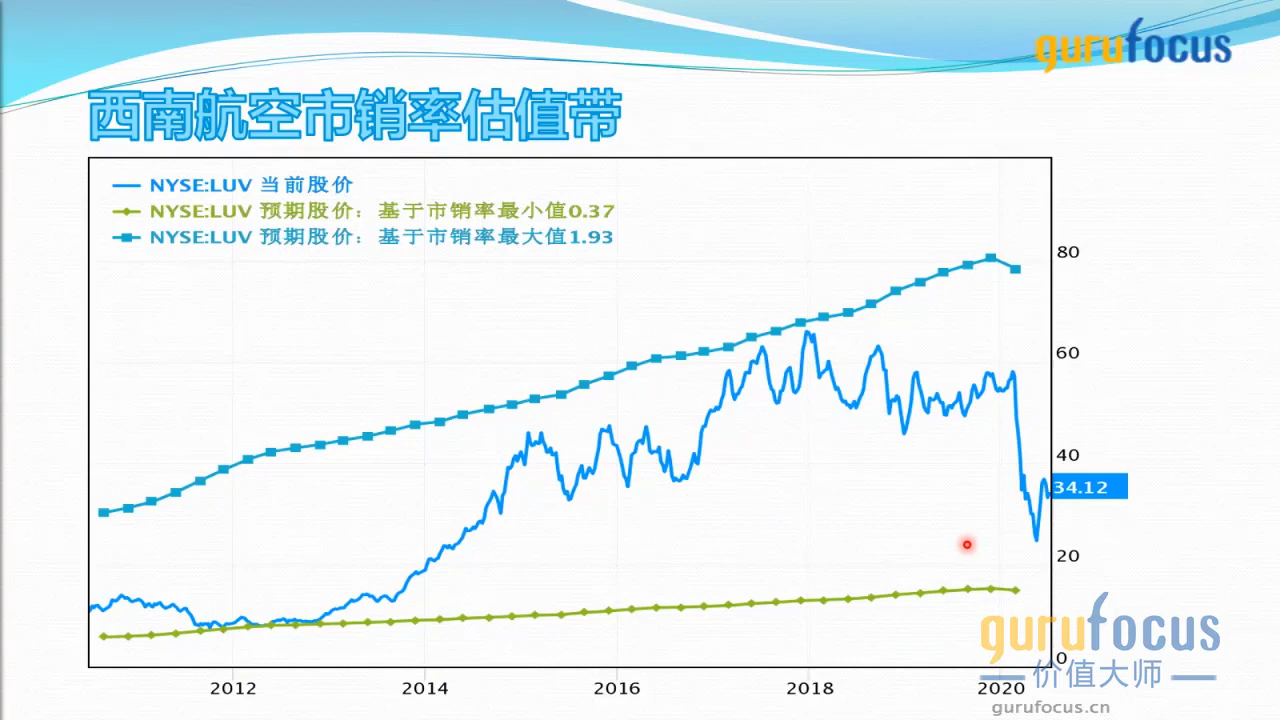 gurufocus
西南航空市销率估值带
NYSE:LUV 当前股价
NYSE:LUV 预期股价：基于市销率最小值0.37
NYSE:LUV 预期股价：基于市销率最大值1.93
80
60
40
34.12
20
0
2012 2014 2016 2018 2020
gurufocus
价值大师
gurufocus.cn